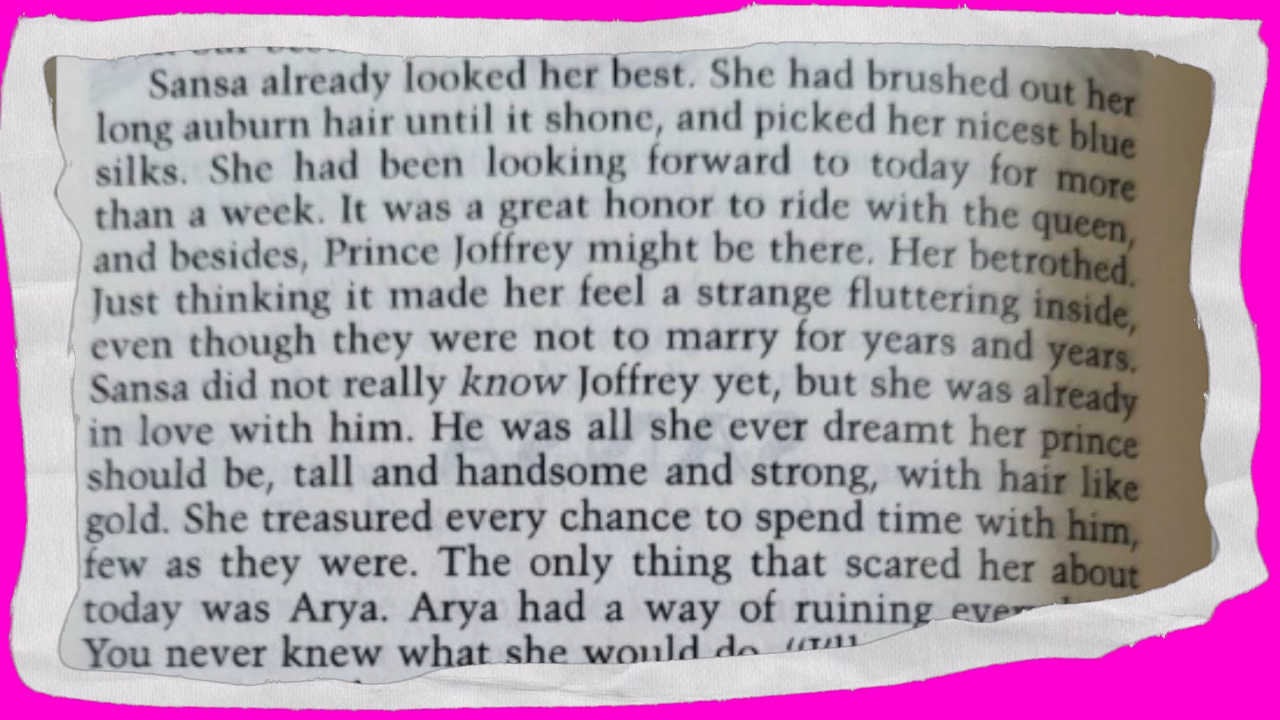 Sansa already looked her best. She had brushed out her
long auburn hair until it shone, and picked her nicest blue
silks. She had been looking forward to today for more
than a week. It was a great honor to ride with the queen,
and besides, Prince Joffrey might be there. Her betrothed.
Just thinking it made her feel a strange fluttering inside,
even though they were not to marry for years and years.
Sansa did not really know Joffrey yet, but she was already
in love with him. He was all she ever dreamt her prince
should be, tall and handsome and strong, with hair like
gold. She treasured every chance to spend time with him,
few as they were. The only thing that scared her about
today was Arya. Arya had a way of ruining
You never knew what she would do.